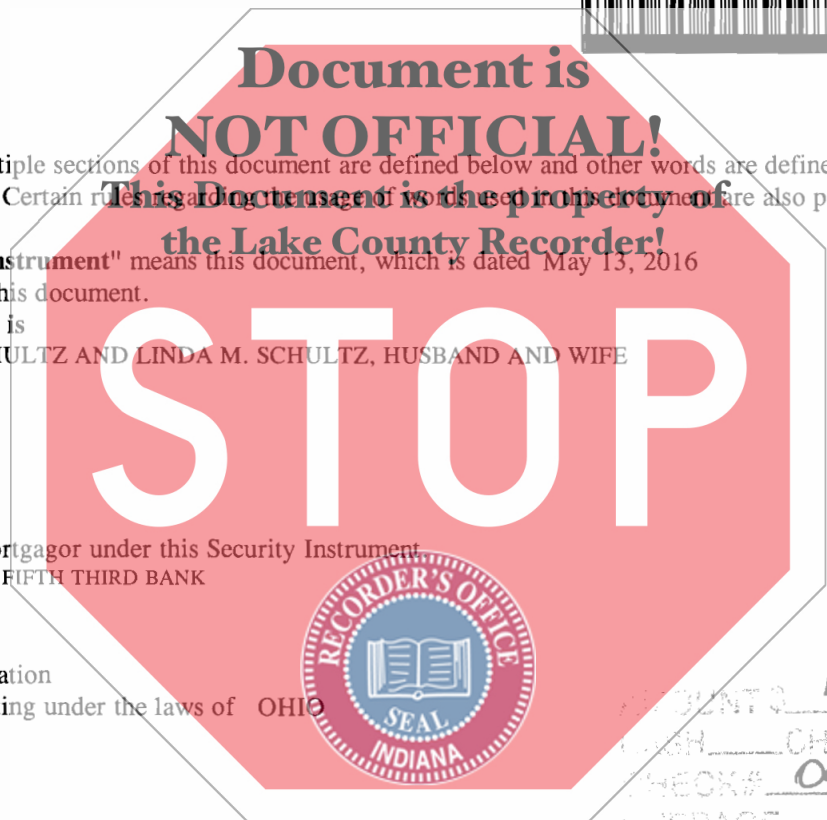 Document is
NOT OFFICIAL!
tiple sections of this document are defined below and other words are define
This Document is the property of
Certain rules regarding the usage of words used in this document are also p
the Lake County Recorder!
strument" means this document, which is dated May 13, 2016
his document.
is
ULTZ AND LINDA M. SCHULTZ, HUSBAND AND WIFE
STOP
rtgagor under this Security Instrument.
FIFTH THIRD BANK
RECORDER'S OFFICE
SEAL
INDIANA
ation
ing under the laws of OHIO